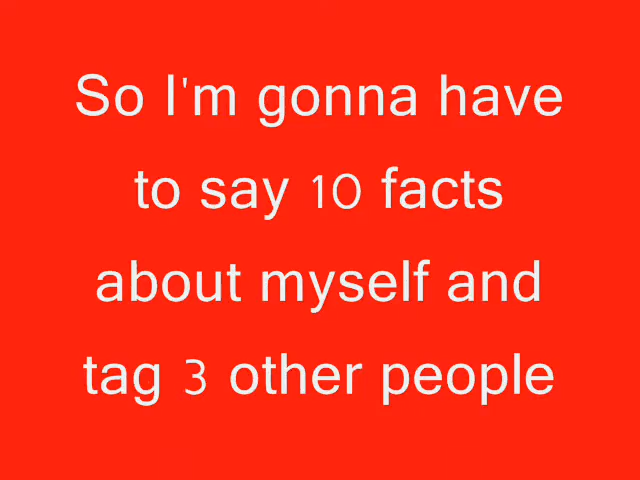 So I'm gonna have
to say 10 facts
about myself and
tag 3 other people